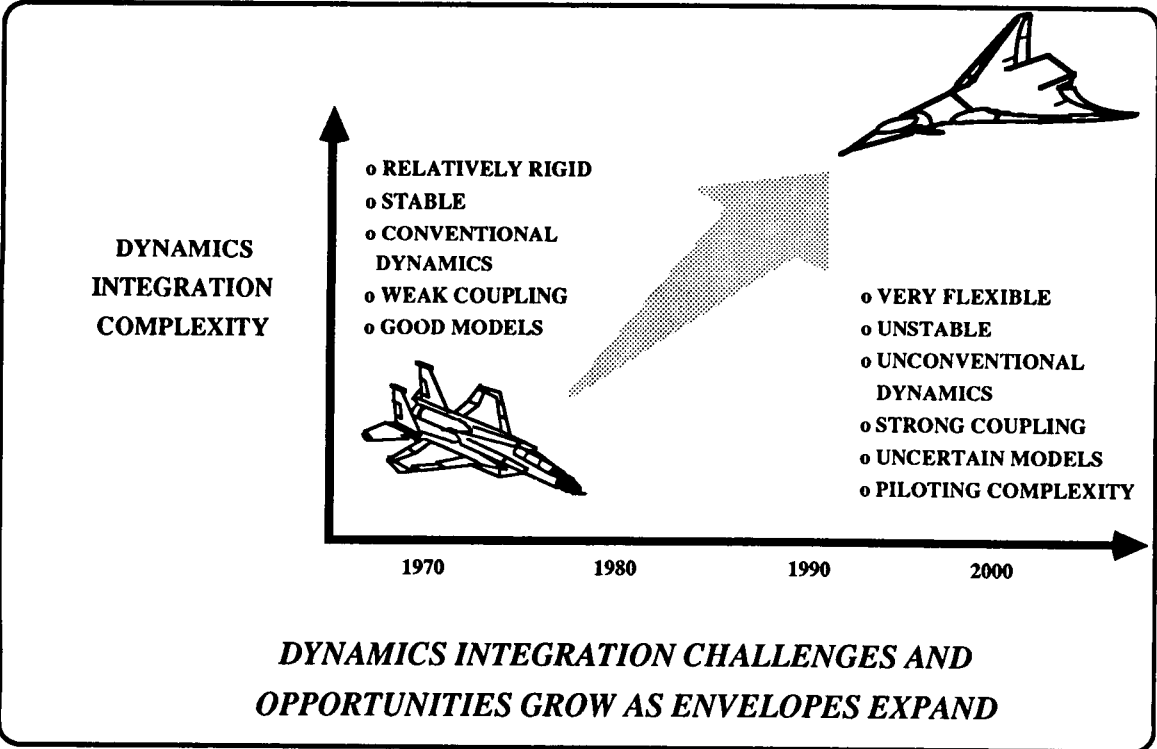 DYNAMICS
INTEGRATION
COMPLEXITY
o RELATIVELY RIGID
o STABLE
o CONVENTIONAL
DYNAMICS
o WEAK COUPLING
o GOOD MODELS
o VERY FLEXIBLE
o UNSTABLE
o UNCONVENTIONAL
DYNAMICS
o STRONG COUPLING
o UNCERTAIN MODELS
o PILOTING COMPLEXITY
1970 1980 1990 2000
DYNAMICS INTEGRATION CHALLENGES AND
OPPORTUNITIES GROW AS ENVELOPES EXPAND